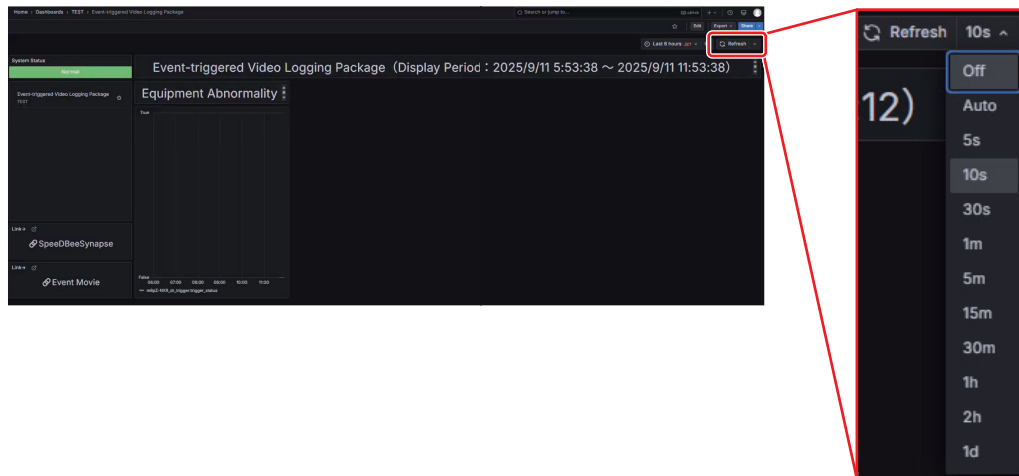 Home › Dashboards › TEST › Event-triggered Video Logging Package
Search or jump to...
Edit
Export
Share
Last 6 hours
Refresh
System Status
Normal
Event-triggered Video Logging Package
TEST
Event-triggered Video Logging Package（Display Period：2025/9/11 5:53:38 ～ 2025/9/11 11:53:38）
Equipment Abnormality
True
False
06:00 07:00 08:00 09:00 10:00 11:00
Link→
SpeeDBeeSynapse
Link→
Event Movie
Refresh 10s
12）
Off
Auto
5s
10s
30s
1m
5m
15m
30m
1h
2h
1d